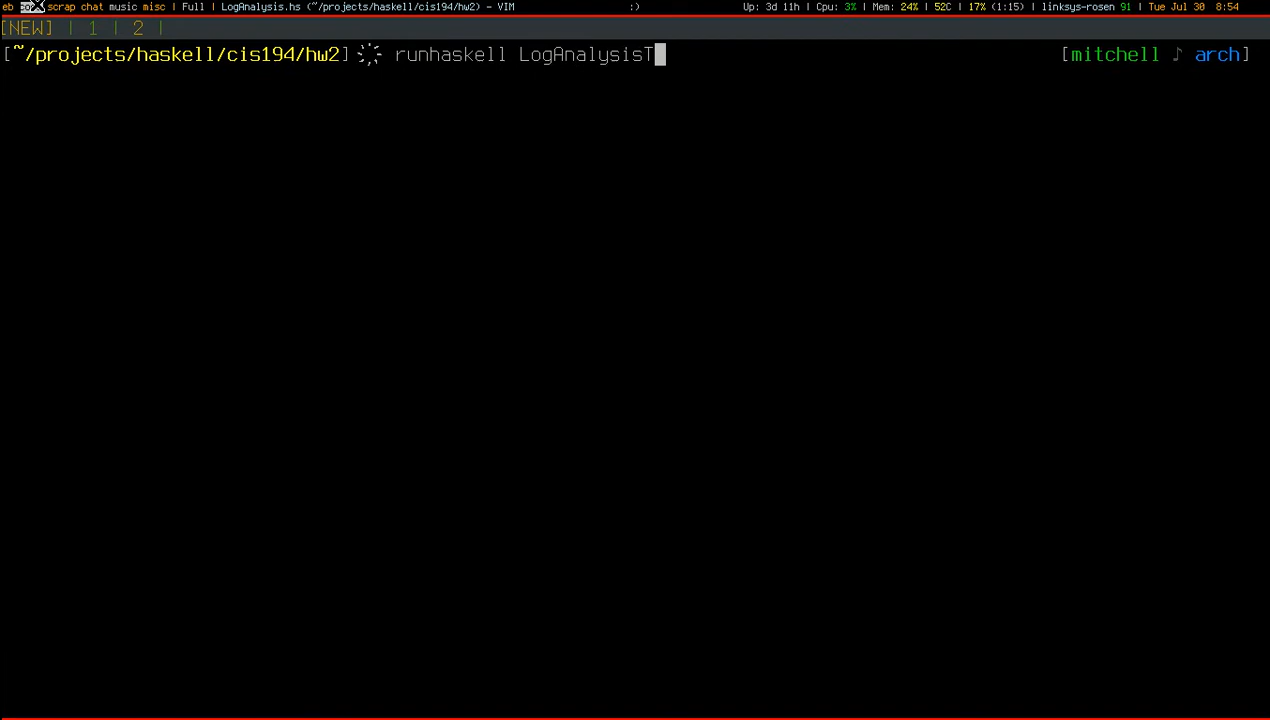 eb scrap chat music misc | Full | LogAnalysis.hs (~/projects/haskell/cis194/hw2) - VIM :) Up: 3d 11h | Cpu: 3% | Mem: 24% | 52C | 17% (1:15) | linksys-rosen 91 | Tue Jul 30 8:54
[NEW] | 1 | 2 |
[~/projects/haskell/cis194/hw2] runhaskell LogAnalysisT [mitchell ♪ arch]